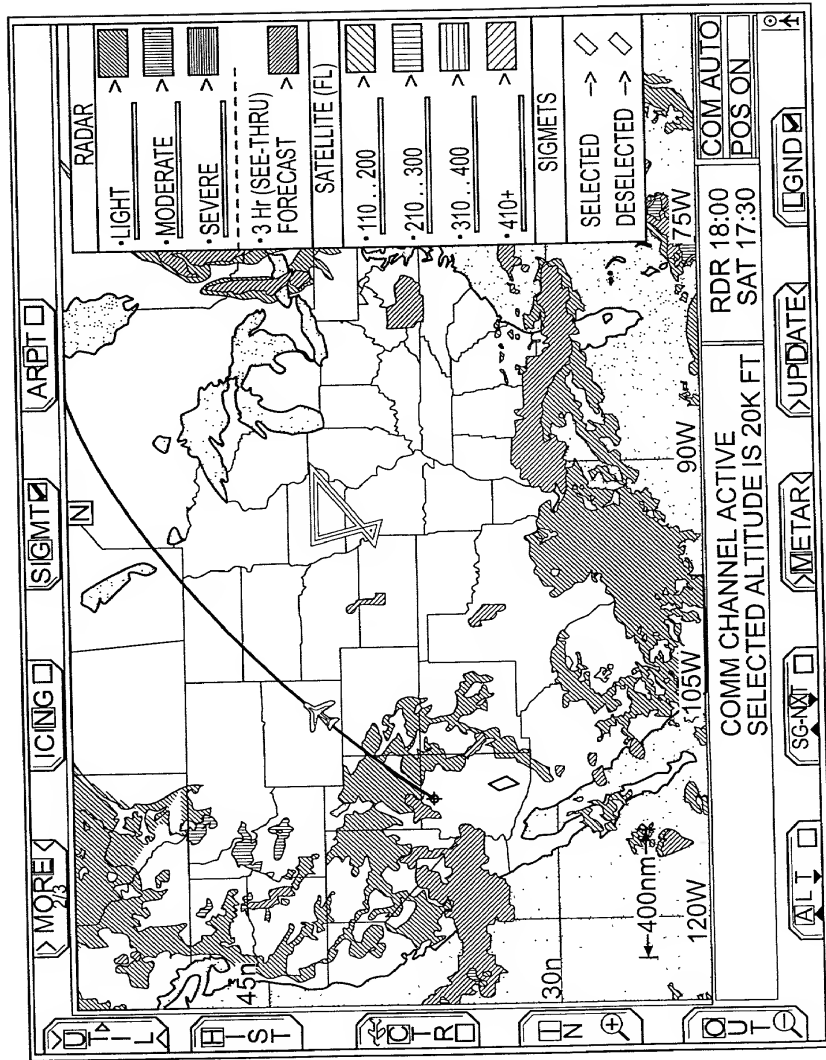 > MORE <
2/3
ICING
SIGMT
ARPT
UTIL
HIST
CTR
IN
OUT
N
45n
30n
←400nm→
120W
105W
90W
75W
RADAR
•LIGHT >
•MODERATE >
•SEVERE >
•3 Hr (SEE-THRU)
FORECAST >
SATELLITE (FL)
•110...200 >
•210...300 >
•310...400 >
•410+ >
SIGMETS
SELECTED -->
DESELECTED -->
COMM CHANNEL ACTIVE
SELECTED ALTITUDE IS 20K FT
RDR 18:00
SAT 17:30
COM AUTO
POS ON
ALT
SG-NXT
>METAR<
>UPDATE<
LGND